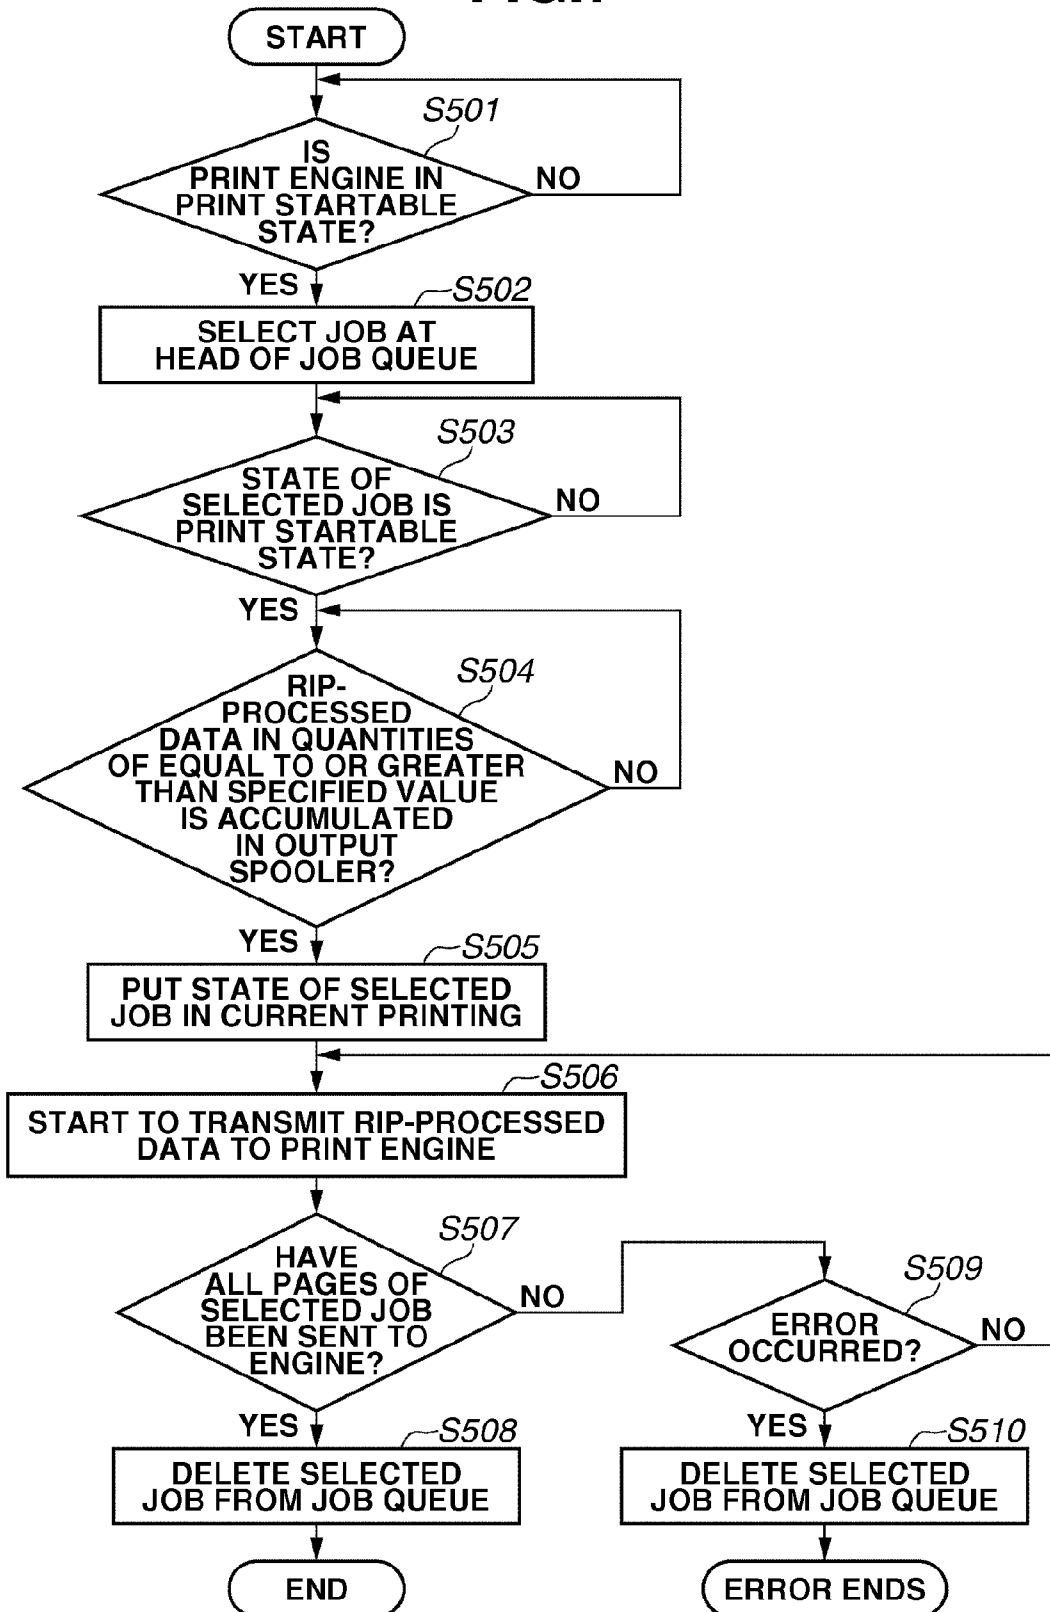 START
S501
IS
PRINT ENGINE IN
PRINT STARTABLE
STATE?
NO
YES
S502
SELECT JOB AT
HEAD OF JOB QUEUE
S503
STATE OF
SELECTED JOB IS
PRINT STARTABLE
STATE?
NO
YES
S504
RIP-
PROCESSED
DATA IN QUANTITIES
OF EQUAL TO OR GREATER
THAN SPECIFIED VALUE
IS ACCUMULATED
IN OUTPUT
SPOOLER?
NO
YES
S505
PUT STATE OF SELECTED
JOB IN CURRENT PRINTING
S506
START TO TRANSMIT RIP-PROCESSED
DATA TO PRINT ENGINE
S507
HAVE
ALL PAGES OF
SELECTED JOB
BEEN SENT TO
ENGINE?
NO
S509
ERROR
OCCURRED?
NO
YES
S508
DELETE SELECTED
JOB FROM JOB QUEUE
YES
S510
DELETE SELECTED
JOB FROM JOB QUEUE
END
ERROR ENDS